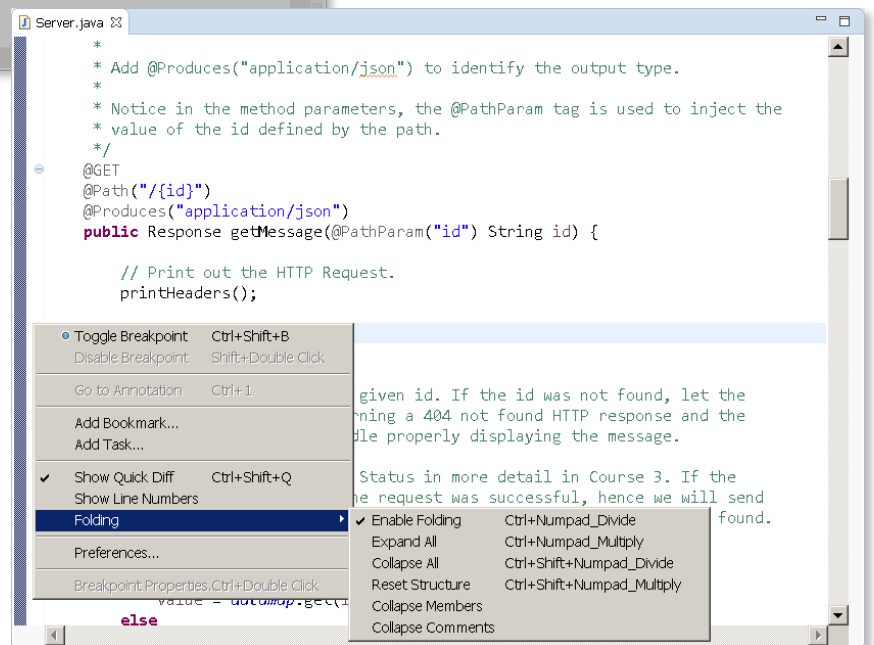 Server.java
*
* Add @Produces("application/json") to identify the output type.
*
* Notice in the method parameters, the @PathParam tag is used to inject the
* value of the id defined by the path.
*/
@GET
@Path("/{id}")
@Produces("application/json")
public Response getMessage(@PathParam("id") String id) {
// Print out the HTTP Request.
printHeaders();
Toggle Breakpoint Ctrl+Shift+B
Disable Breakpoint Shift+Double Click
Go to Annotation Ctrl+1
given id. If the id was not found, let the
rning a 404 not found HTTP response and the
Add Bookmark...
dle properly displaying the message.
Add Task...
Show Quick Diff Ctrl+Shift+Q
Status in more detail in Course 3. If the
Show Line Numbers
he request was successful, hence we will send
Folding
found.
Enable Folding Ctrl+Numpad_Divide
Expand All Ctrl+Numpad_Multiply
Collapse All Ctrl+Shift+Numpad_Divide
Reset Structure Ctrl+Shift+Numpad_Multiply
Collapse Members
Collapse Comments
Preferences...
Breakpoint Properties.Ctrl+Double Click
value = datamap.get(i
else